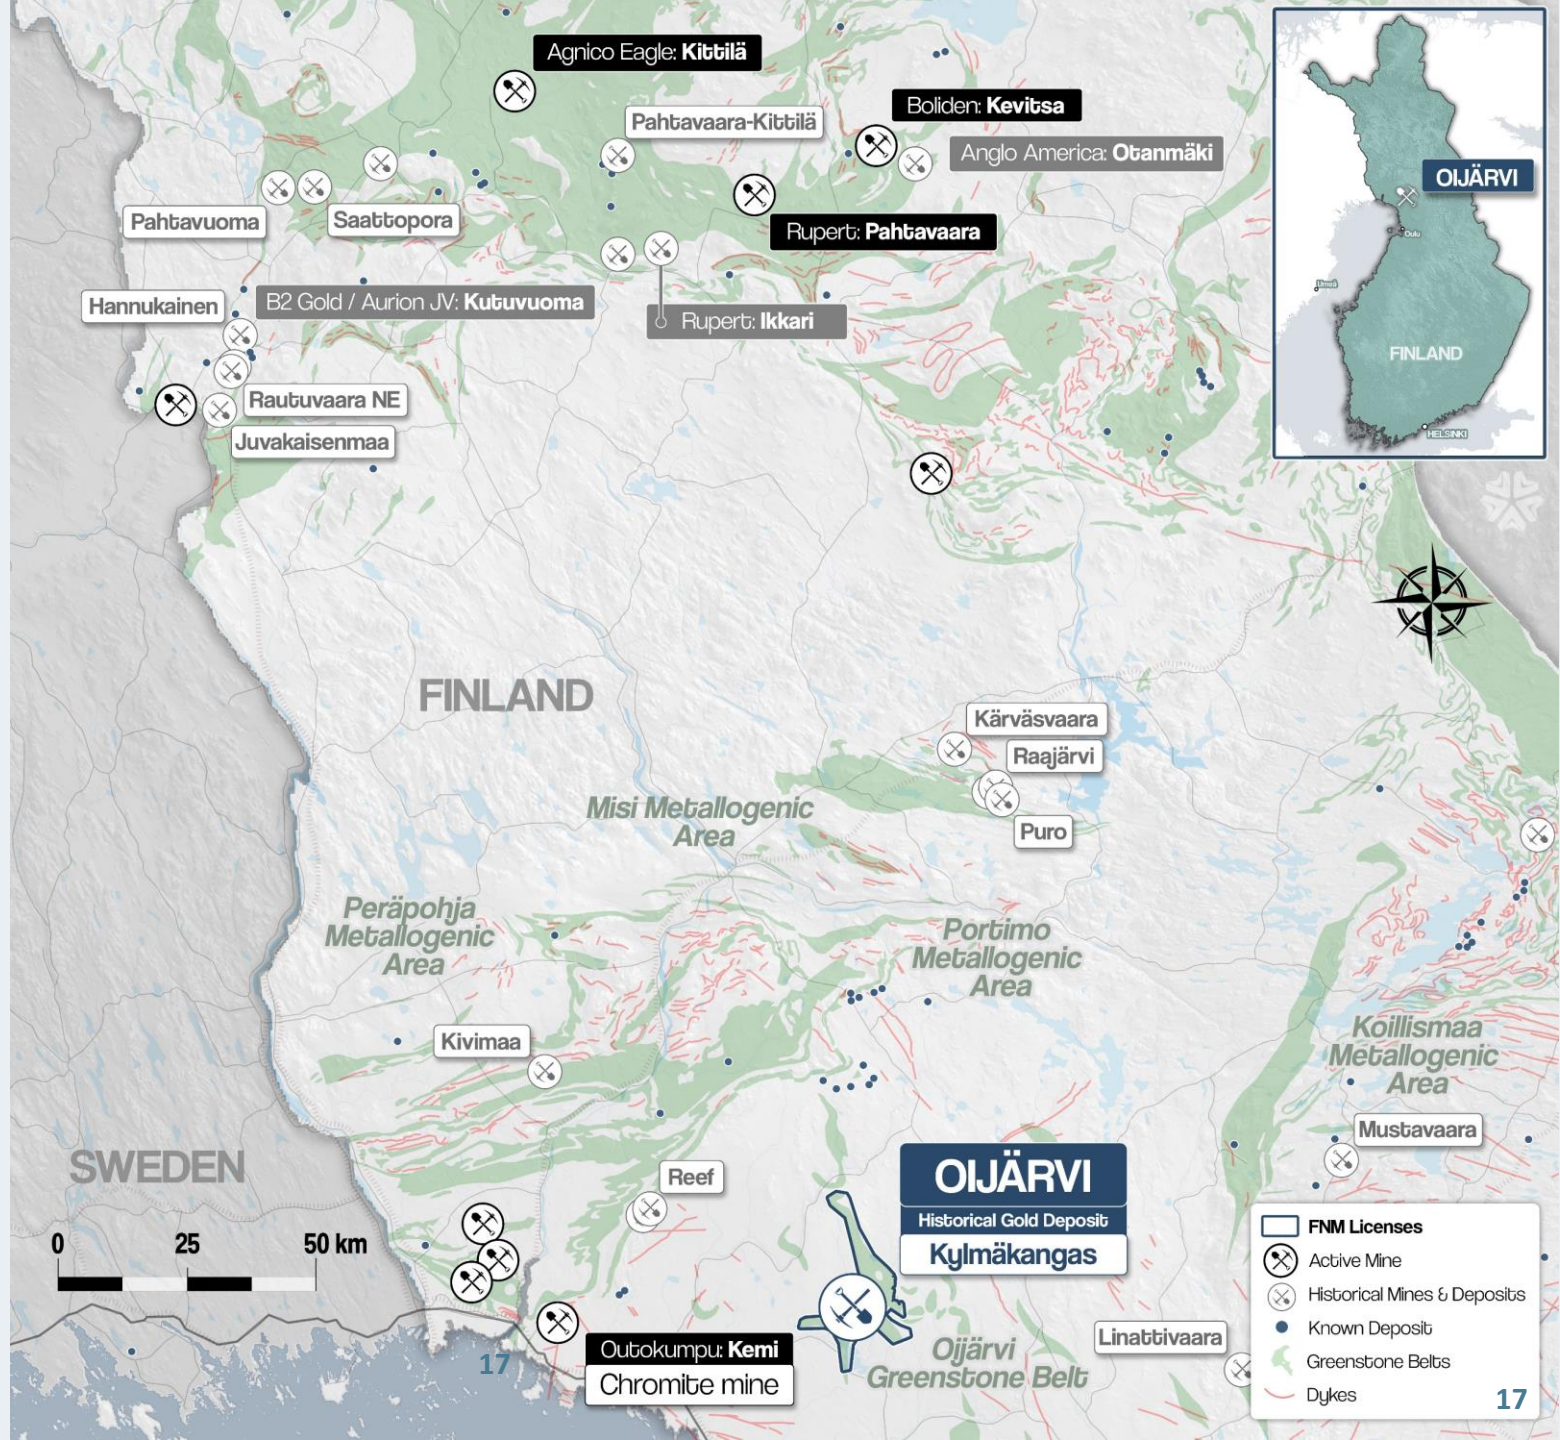 Agnico Eagle: Kittilä
Boliden: Kevitsa
Pahtavaara-Kittilä
Anglo America: Otanmäki
OIJÄRVI
Oulu
Umeå
FINLAND
HELSINKI
Pahtavuoma
Saattopora
Rupert: Pahtavaara
Hannukainen
B2 Gold / Aurion JV: Kutuvuoma
Rupert: Ikkari
Rautuvaara NE
Juvakaisenmaa
FINLAND
Kärväsvaara
Raajärvi
Puro
Misi Metallogenic
Area
Peräpohja
Metallogenic
Area
Portimo
Metallogenic
Area
Koillismaa
Metallogenic
Area
Kivimaa
Mustavaara
SWEDEN
Reef
OIJÄRVI
Historical Gold Deposit
Kylmäkangas
0 25 50 km
FNM Licenses
Active Mine
Historical Mines & Deposits
Known Deposit
Greenstone Belts
Dykes
17
Linattivaara
Oijärvi
Greenstone Belt
Outokumpu: Kemi
Chromite mine
17